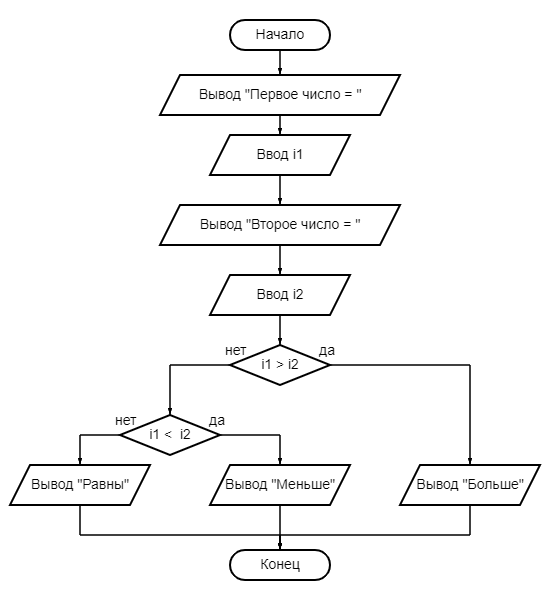 Начало
Вывод "Первое число = "
Ввод i1
Вывод "Второе число = "
Ввод i2
нет
да
i1 > i2
нет
да
i1 <  i2
Вывод "Равны"
Вывод "Меньше"
Вывод "Больше"
Конец